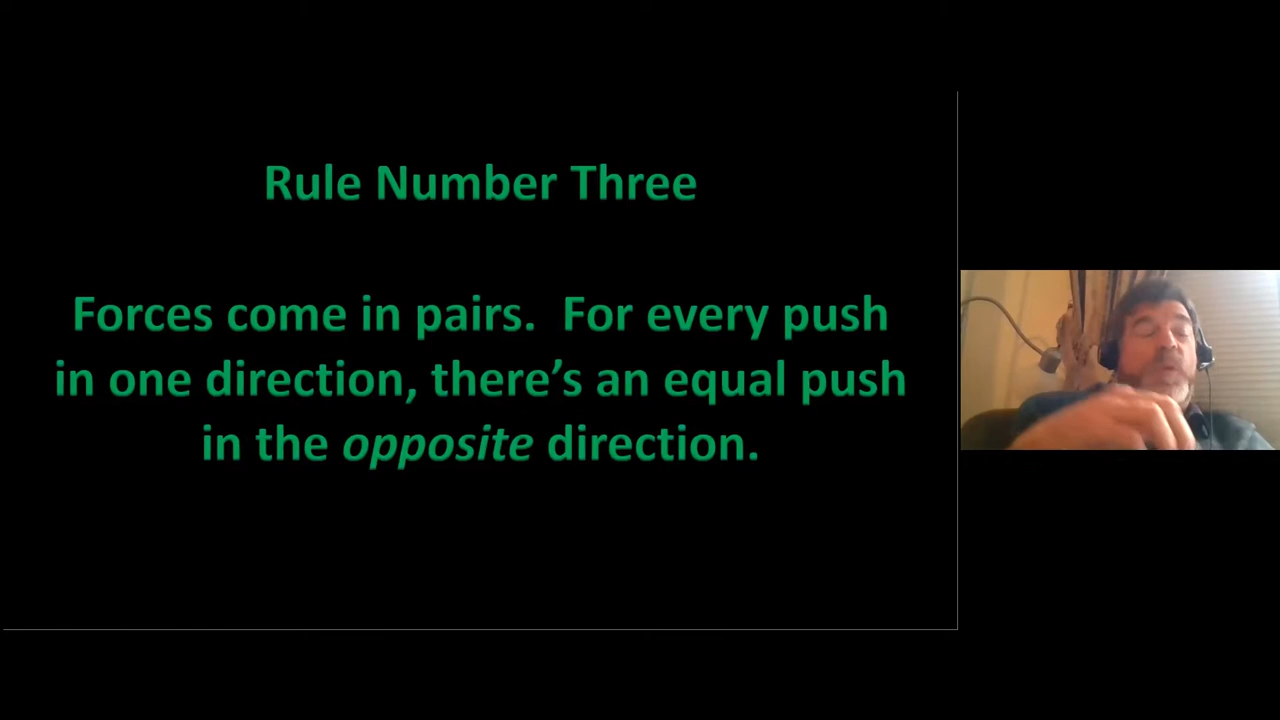 Rule Number Three
Forces come in pairs.  For every push
in one direction, there’s an equal push
in the opposite direction.